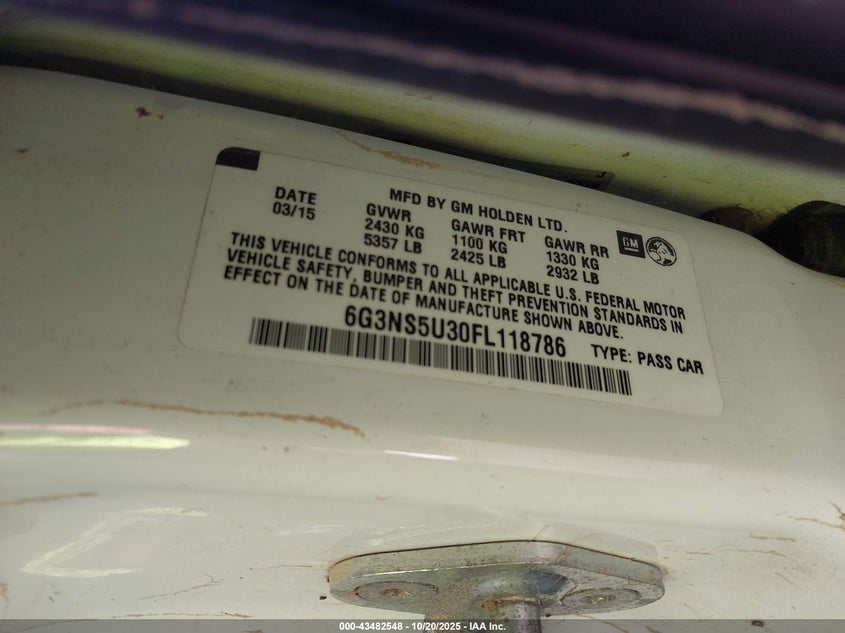 MFD BY GM HOLDEN LTD.
DATE GVWR GAWR FRT GAWR RR GM
03/15 2430 KG 1100 KG 1330 KG
5357 LB 2425 LB 2932 LB
THIS VEHICLE CONFORMS TO ALL APPLICABLE U.S. FEDERAL MOTOR
VEHICLE SAFETY, BUMPER AND THEFT PREVENTION STANDARDS IN
EFFECT ON THE DATE OF MANUFACTURE SHOWN ABOVE.
6G3NS5U30FL118786 TYPE: PASS CAR
000-43482548 - 10/20/2025 - IAA Inc.